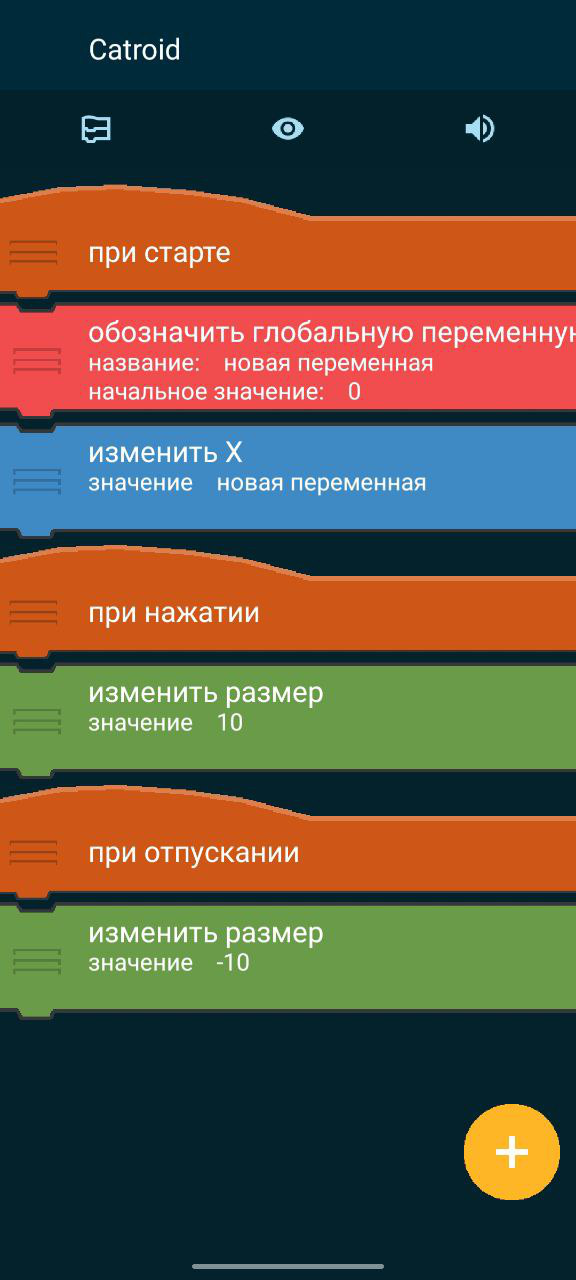 Catroid
при старте
обозначить глобальную переменную
название: новая переменная
начальное значение: 0
изменить X
значение новая переменная
при нажатии
изменить размер
значение 10
при отпускании
изменить размер
значение -10